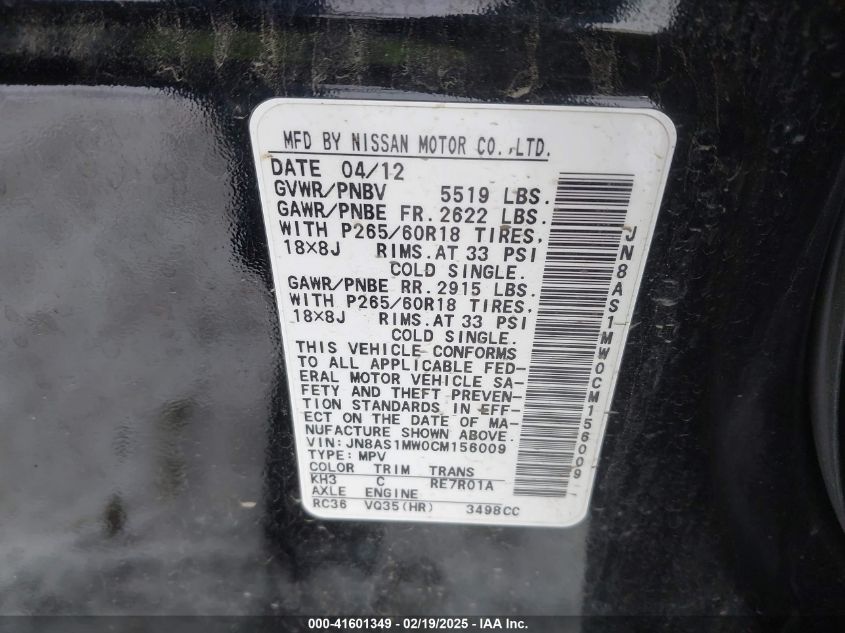 MFD BY NISSAN MOTOR CO.,LTD.
DATE 04/12
GVWR/PNBV 5519 LBS.
GAWR/PNBE FR.2622 LBS.
WITH P265/60R18 TIRES,
18X8J RIMS.AT 33 PSI
COLD SINGLE.
GAWR/PNBE RR.2915 LBS.
WITH P265/60R18 TIRES,
18X8J RIMS.AT 33 PSI
COLD SINGLE.
THIS VEHICLE CONFORMS
TO ALL APPLICABLE FED-
ERAL MOTOR VEHICLE SA-
FETY AND THEFT PREVEN-
TION STANDARDS IN EFF-
ECT ON THE DATE OF MA-
NUFACTURE SHOWN ABOVE.
VIN: JN8AS1MW0CM156009
TYPE: MPV
COLOR TRIM TRANS
KH3 C RE7R01A
AXLE ENGINE
RC36 VQ35(HR) 3498CC
JN8AS1MW0CM156009
000-41601349 | 02/19/2025 - IAA Inc.